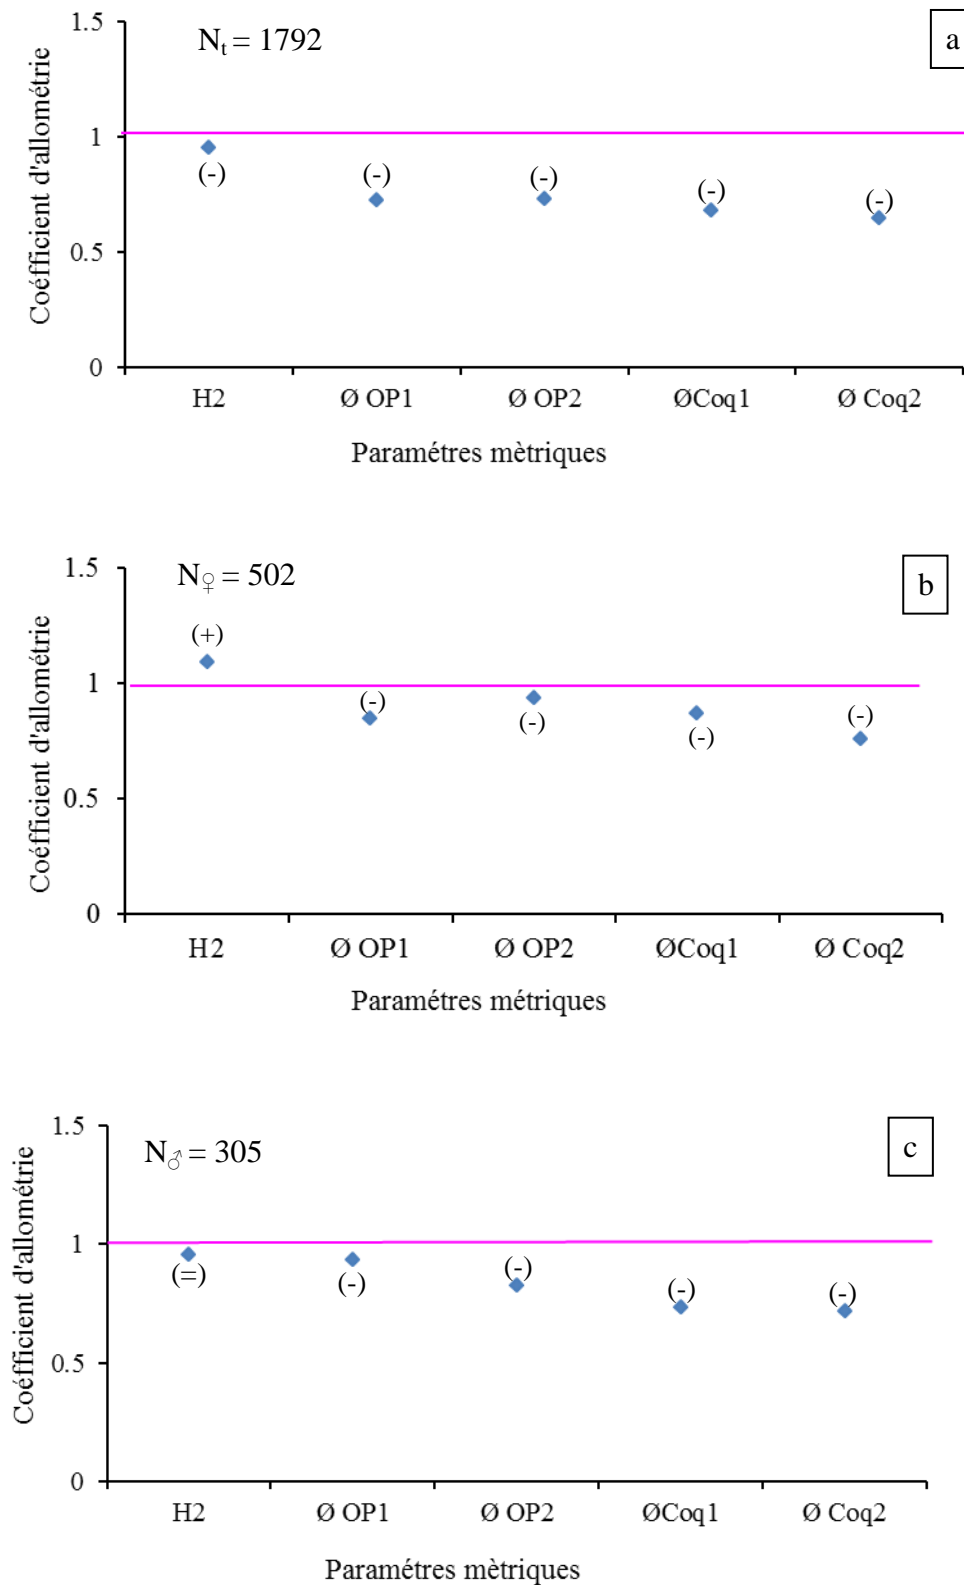 1.5
N_t = 1792
a
1
(-) (-) (-) (-) (-)
0.5
0
Coéfficient d'allométrie
H2 Ø OP1 Ø OP2 ØCoq1 Ø Coq2
Paramétres mètriques
1.5
N♀ = 502
b
(+)
1
(-) (-) (-) (-)
0.5
0
Coéfficient d'allométrie
H2 Ø OP1 Ø OP2 ØCoq1 Ø Coq2
Paramétres métriques
1.5
N♂ = 305
c
1
(=) (-) (-) (-) (-)
0.5
0
Coéfficient d'allométrie
H2 Ø OP1 Ø OP2 ØCoq1 Ø Coq2
Paramétres mètriques